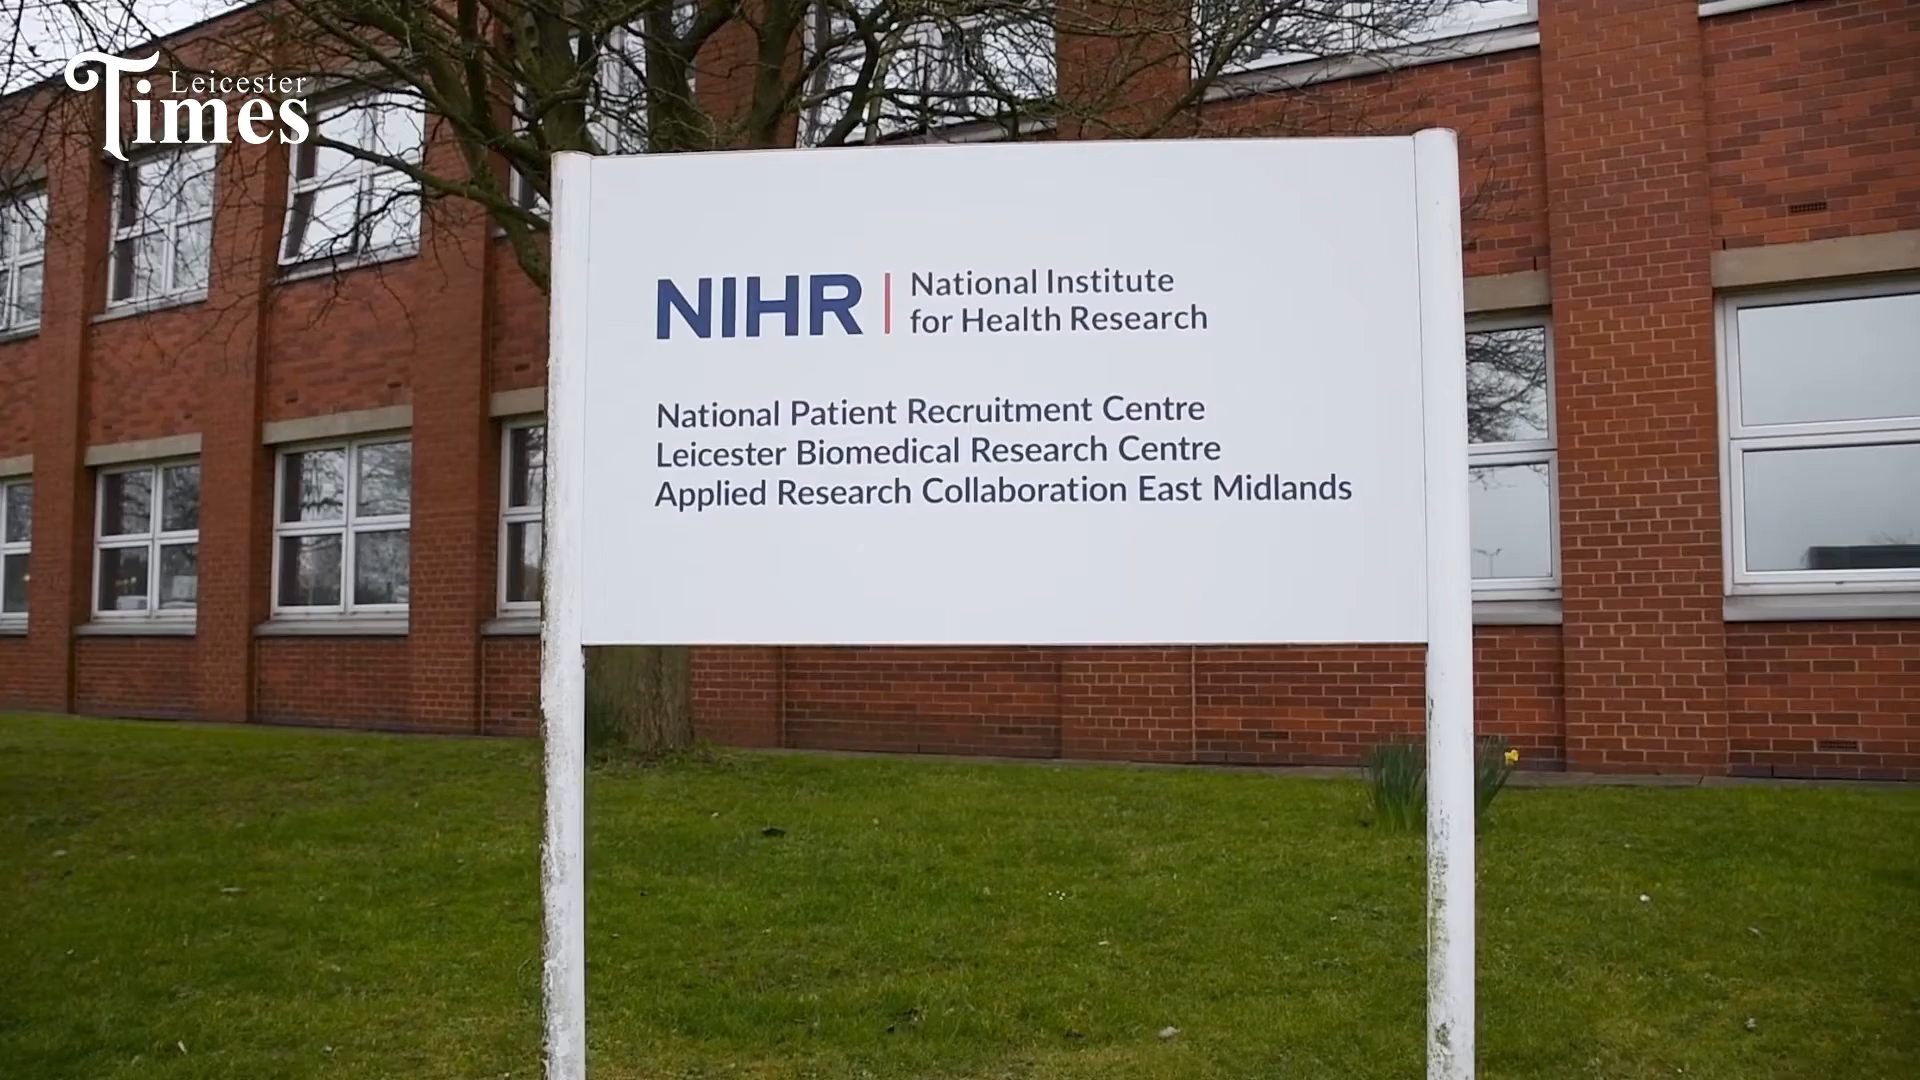 Leicester
Times
NIHR
National Institute
for Health Research
National Patient Recruitment Centre
Leicester Biomedical Research Centre
Applied Research Collaboration East Midlands